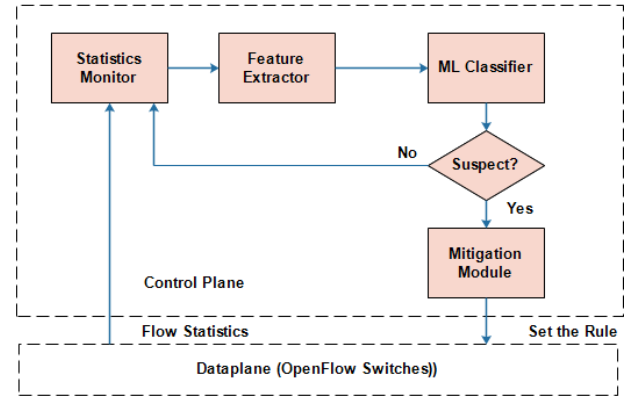 Statistics
Monitor
Feature
Extractor
ML Classifier
No
Suspect?
Yes
Mitigation
Module
Control Plane
Flow Statistics
Set the Rule
Dataplane (OpenFlow Switches))